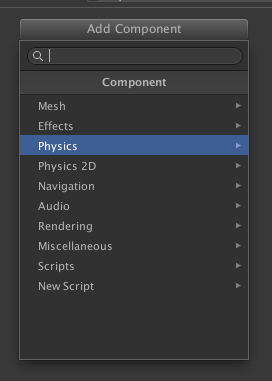 Add Component
Component
Mesh
Effects
Physics
Physics 2D
Navigation
Audio
Rendering
Miscellaneous
Scripts
New Script